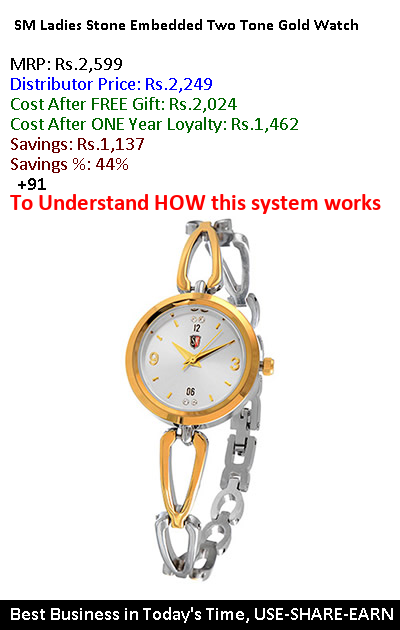 SM Ladies Stone Embedded Two Tone Gold Watch
MRP: Rs.2,599
Distributor Price: Rs.2,249
Cost After FREE Gift: Rs.2,024
Cost After ONE Year Loyalty: Rs.1,462
Savings: Rs.1,137
Savings %: 44%
+91
To Understand HOW this system works
12
9
3
06
Best Business in Today's Time, USE-SHARE-EARN